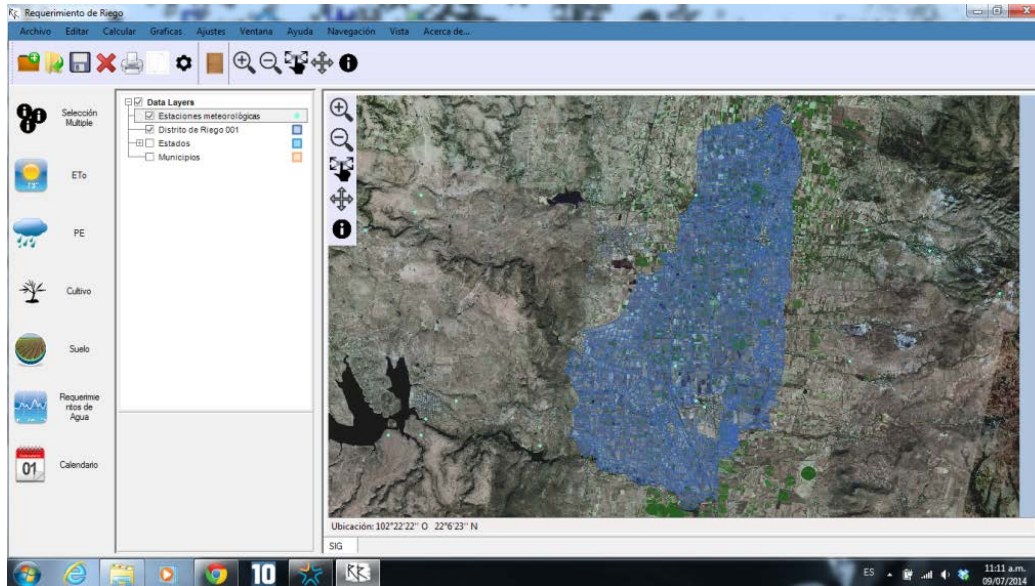 Requerimiento de Riego
Archivo Editar Calcular Graficas Ajustes Ventana Ayuda Navegación Vista Acerca de...
Selección
Multiple
ETo
PE
Cultivo
Suelo
Requerimie
ntos de
Agua
01
Calendario
Data Layers
Estaciones meteorológicas
Distrito de Riego 001
Estados
Municipios
Ubicación: 102°22'22'' O 22°6'23'' N
SIG
10
ES
11:11 a.m.
09/07/2014